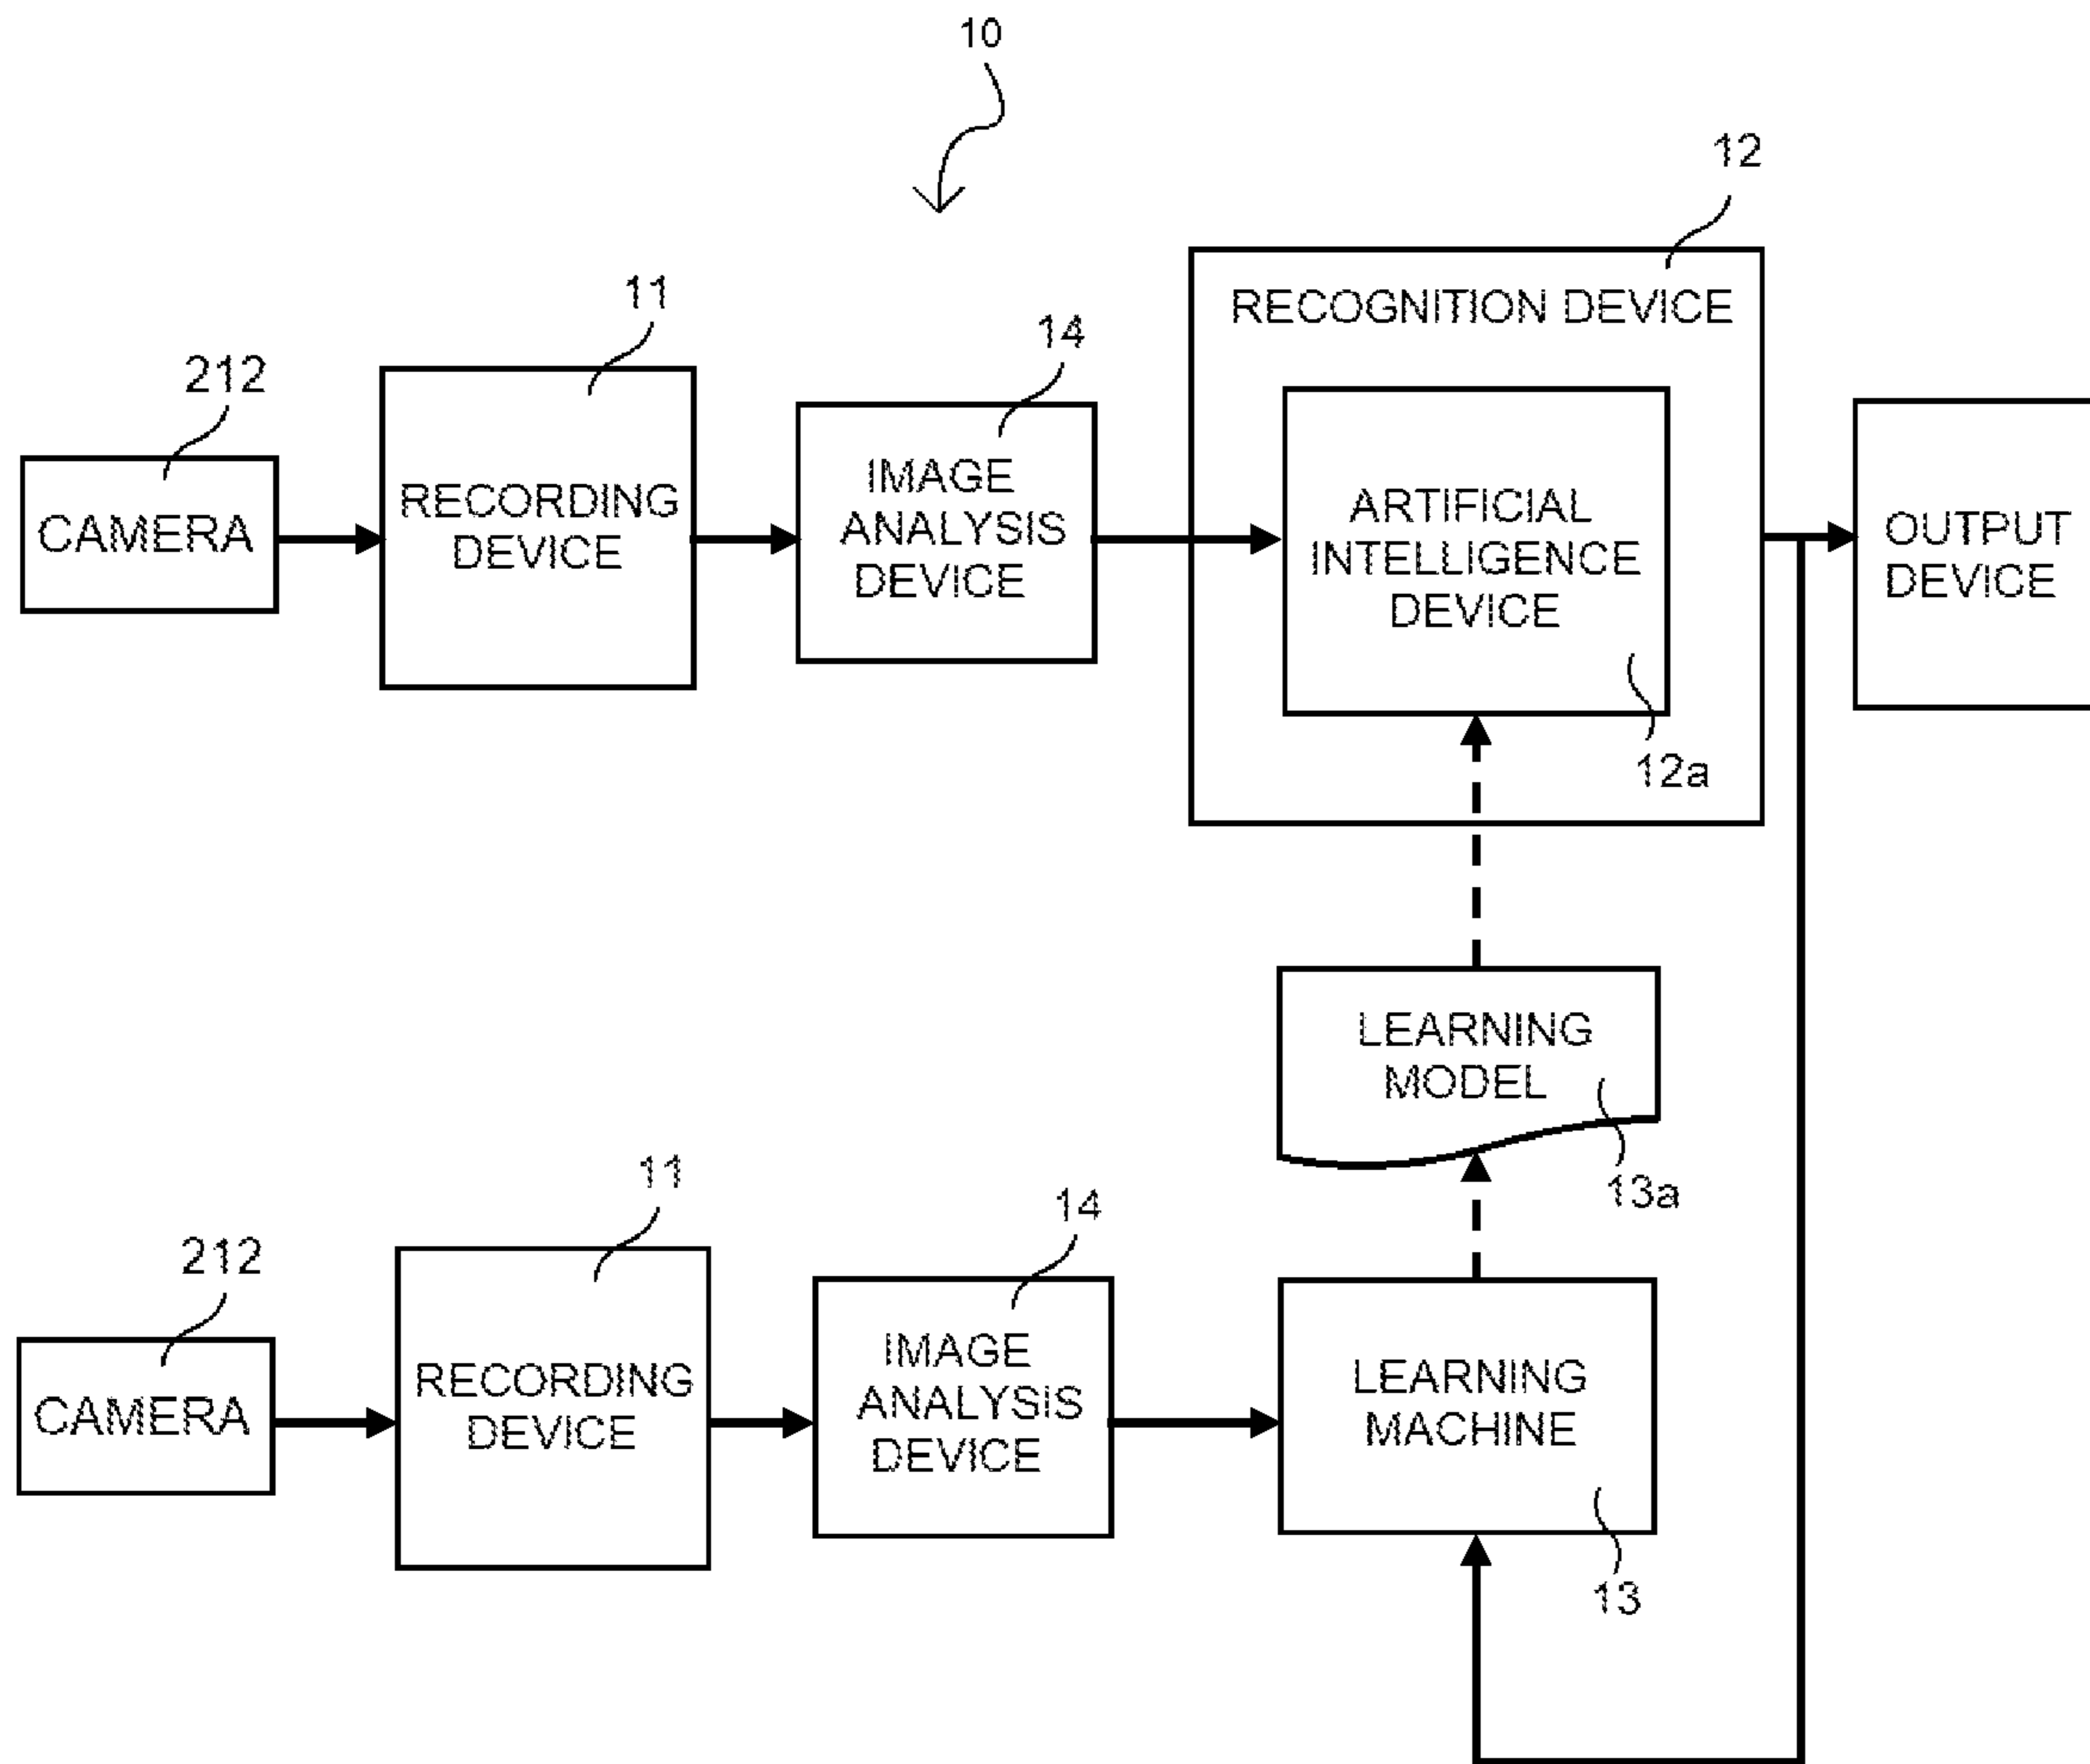 10
12
RECOGNITION DEVICE
11
14
212
CAMERA
RECORDING
DEVICE
IMAGE
ANALYSIS
DEVICE
ARTIFICIAL
INTELLIGENCE
DEVICE
12a
OUTPUT
DEVICE
LEARNING
MODEL
13a
11
14
212
CAMERA
RECORDING
DEVICE
IMAGE
ANALYSIS
DEVICE
LEARNING
MACHINE
13